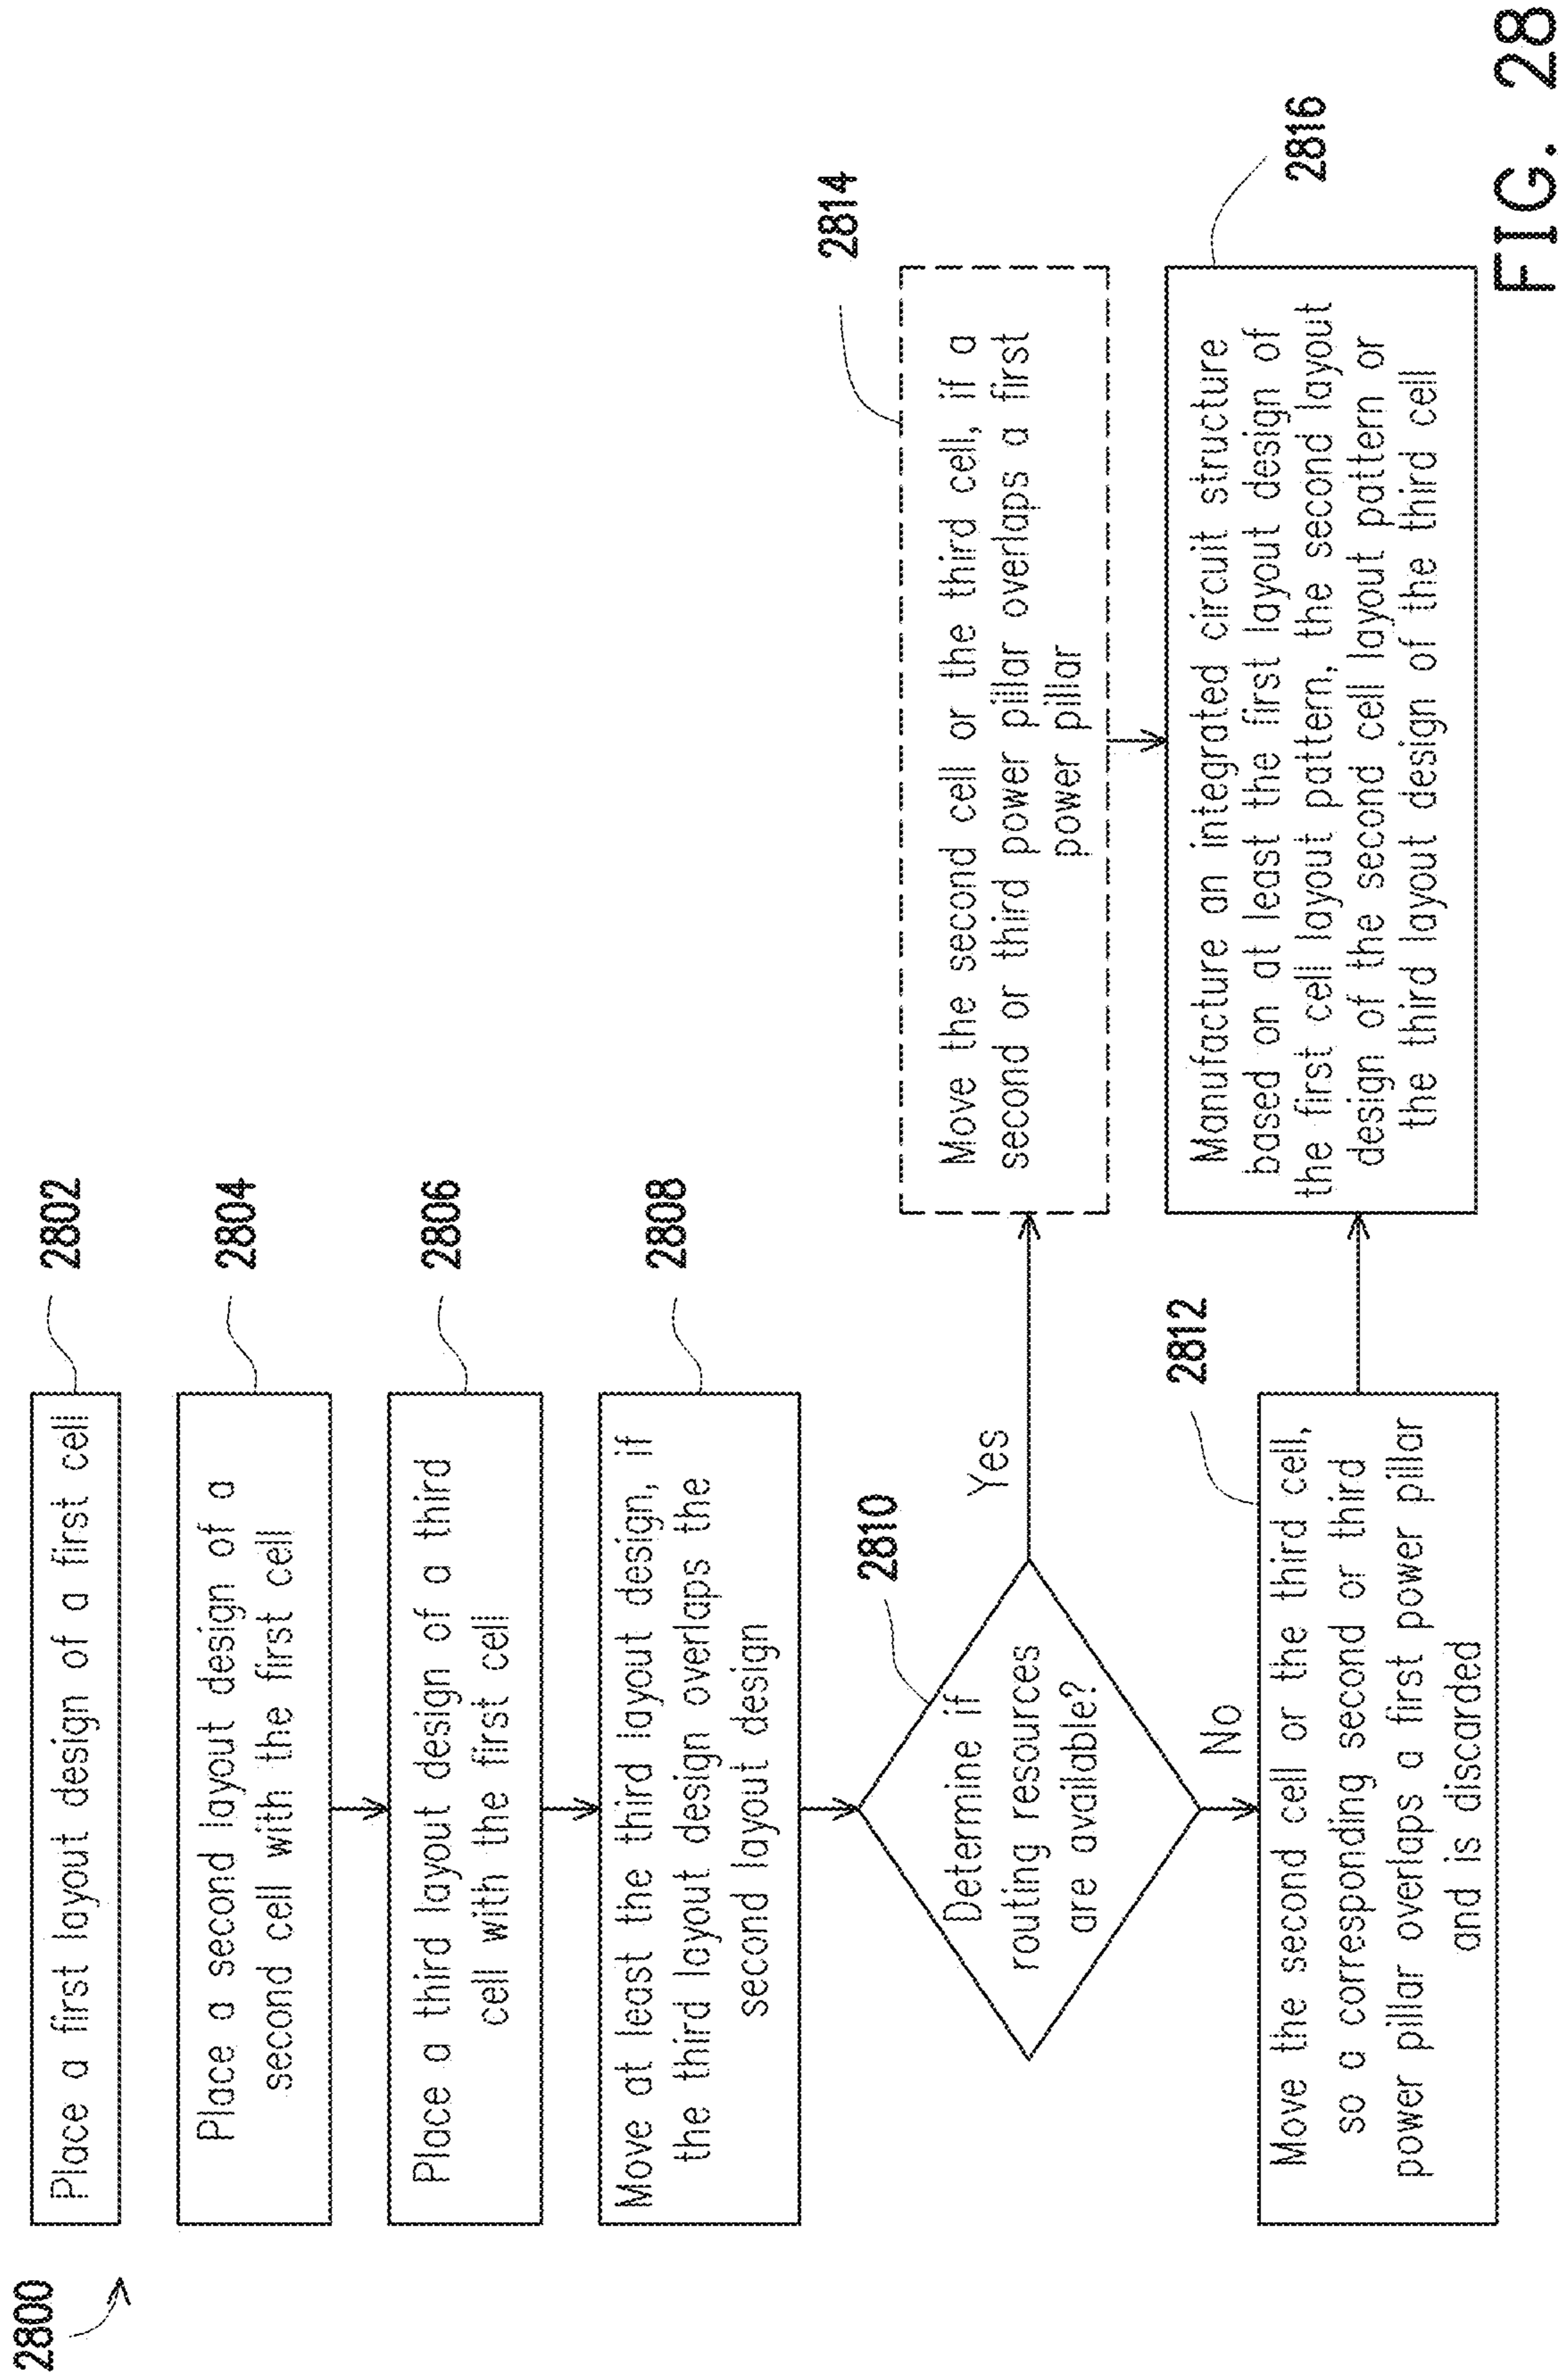 2800
Place a first layout design of a first cell
2802
Place a second layout design of a
second cell with the first cell
2804
Place a third layout design of a third
cell with the first cell
2806
Move at least the third layout design, if
the third layout design overlaps the
second layout design
2808
Determine if
routing resources
are available?
2810
Yes
No
Move the second cell or the third cell,
so a corresponding second or third
power pillar overlaps a first power pillar
and is discarded
2812
Move the second cell or the third cell, if a
second or third power pillar overlaps a first
power pillar
2814
Manufacture an integrated circuit structure
based on at least the first layout design of
the first cell layout pattern, the second layout
design of the second cell layout pattern or
the third layout design of the third cell
2816
FIG. 28